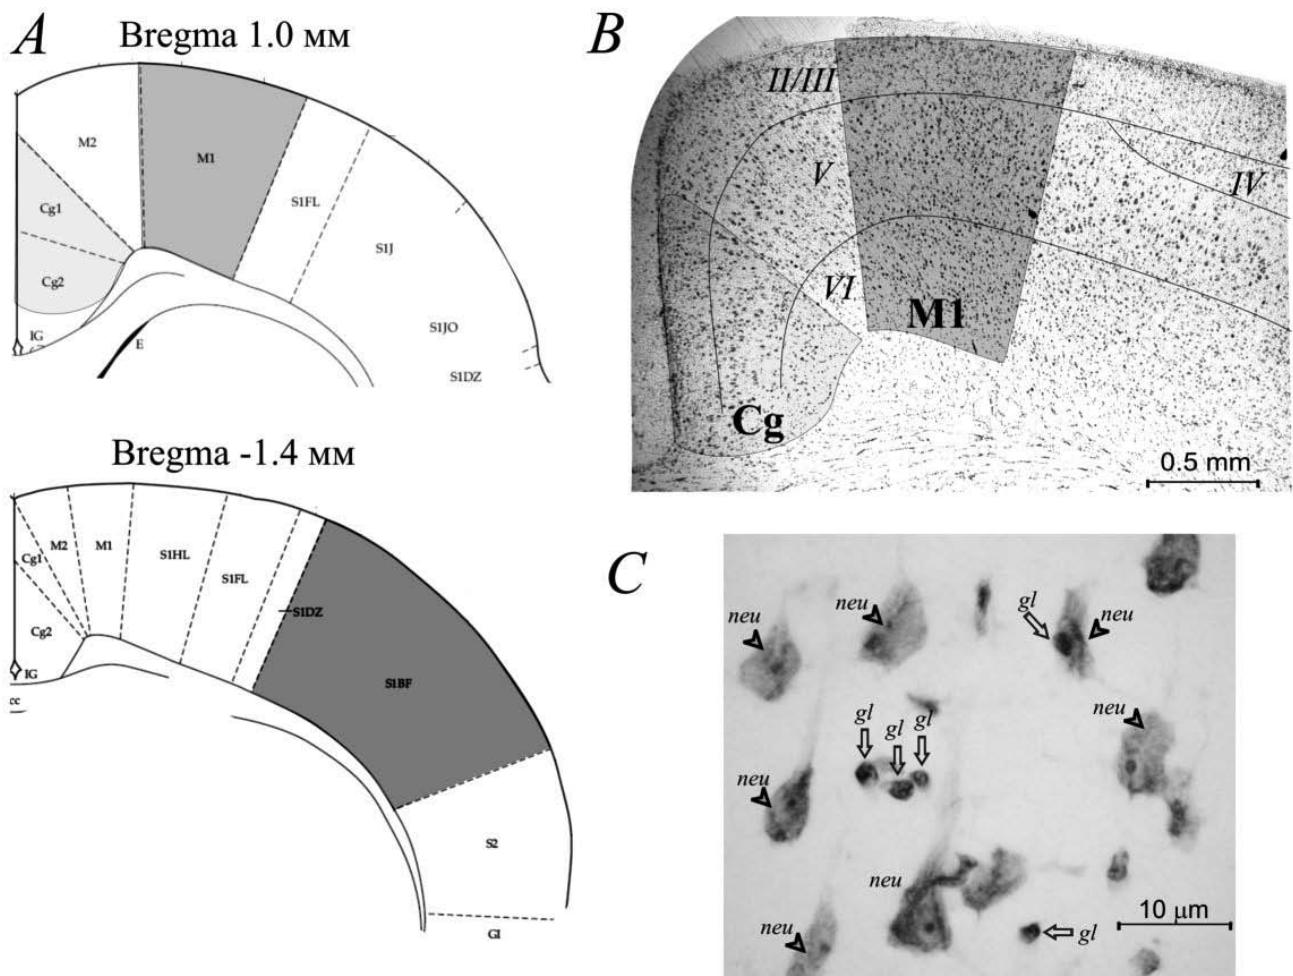 A
Bregma 1.0 мм
M2
M1
S1FL
Cg1
S1J
Cg2
IG
E
S1JO
S1DZ
Bregma -1.4 мм
Cg1
M2
M1
S1HL
S1FL
S1DZ
Cg2
IG
cc
S1BF
S2
GI
B
II/III
V
IV
VI
M1
Cg
0.5 mm
C
neu
neu
gl
neu
gl
gl
gl
neu
neu
neu
neu
gl
10 µm